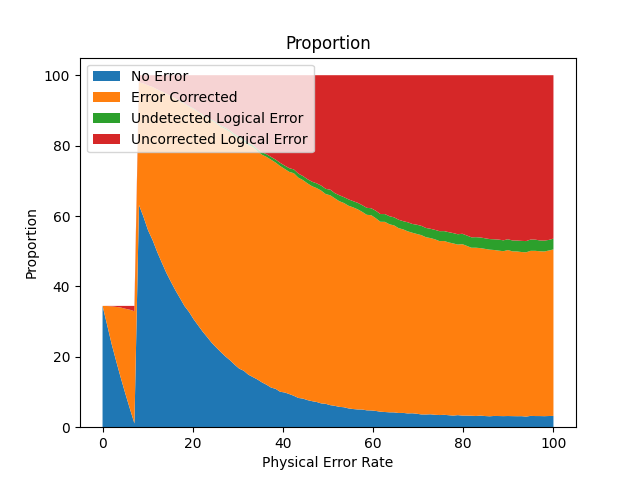 Proportion
No Error
Error Corrected
Undetected Logical Error
Uncorrected Logical Error
100
80
60
40
20
0
Proportion
0 20 40 60 80 100
Physical Error Rate